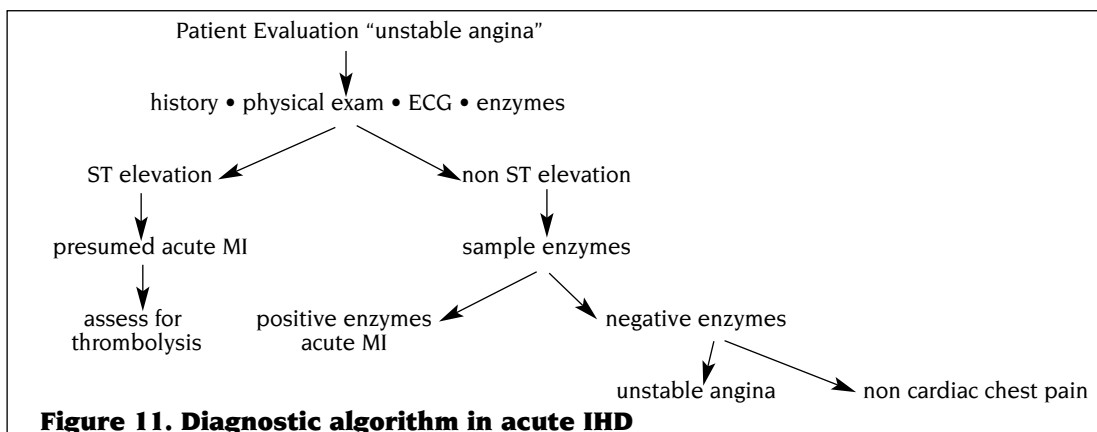 Patient Evaluation “unstable angina”
history • physical exam • ECG • enzymes
ST elevation
non ST elevation
presumed acute MI
sample enzymes
assess for
thrombolysis
positive enzymes
acute MI
negative enzymes
unstable angina
non cardiac chest pain
Figure 11. Diagnostic algorithm in acute IHD